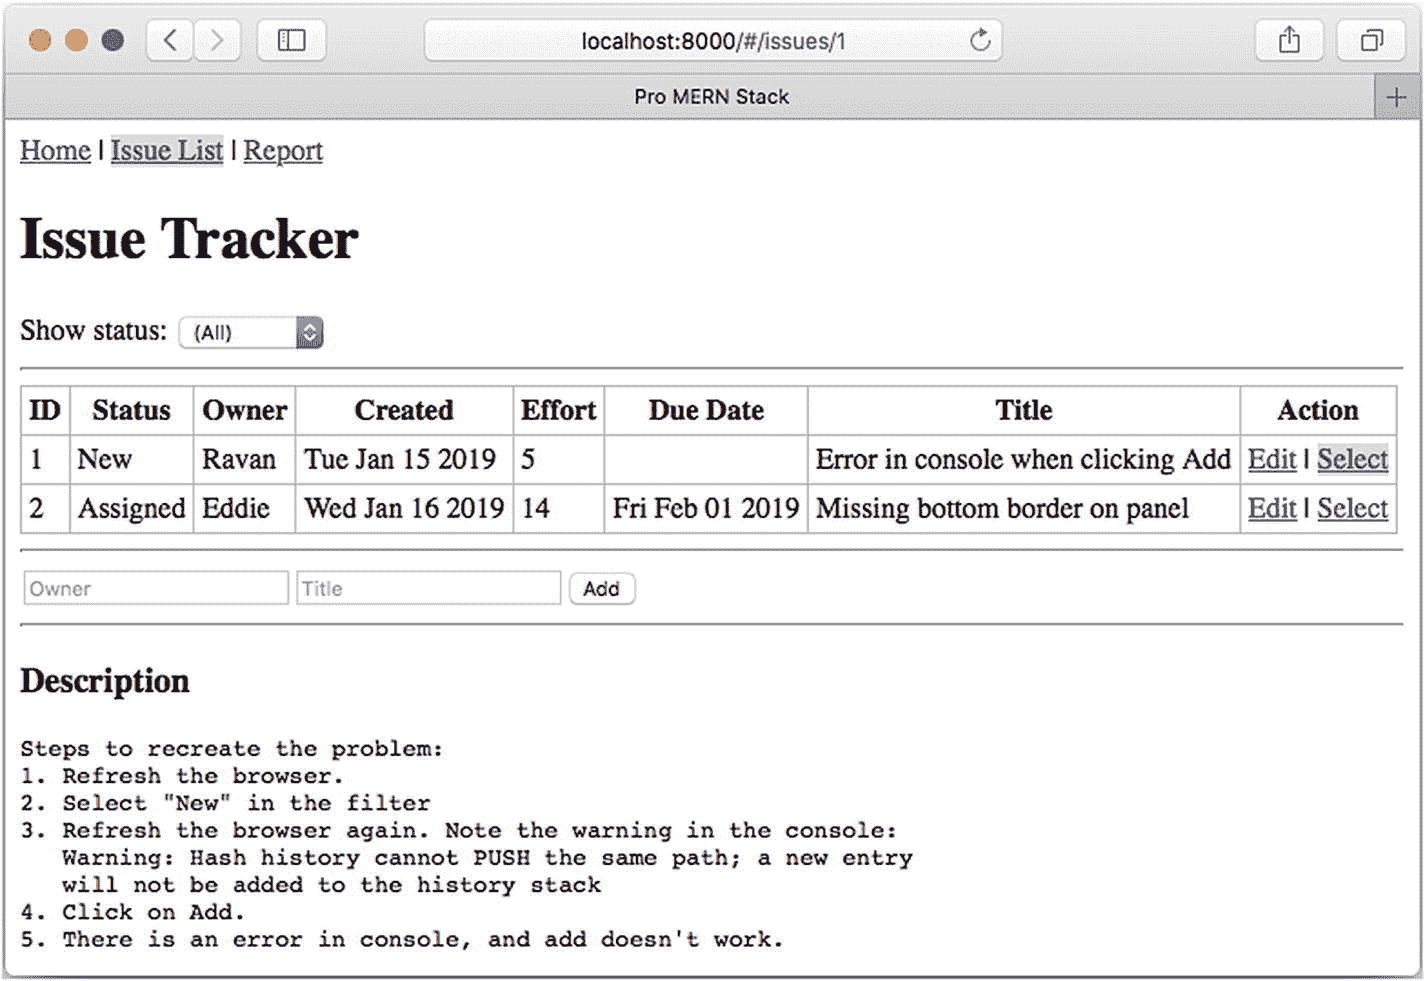 localhost:8000/#/issues/1
Pro MERN Stack
Home | Issue List | Report
Issue Tracker
Show status: (All)
ID Status Owner Created Effort Due Date Title Action
1 New Ravan Tue Jan 15 2019 5 Error in console when clicking Add Edit | Select
2 Assigned Eddie Wed Jan 16 2019 14 Fri Feb 01 2019 Missing bottom border on panel Edit | Select
Owner Title Add
Description
Steps to recreate the problem:
1. Refresh the browser.
2. Select "New" in the filter
3. Refresh the browser again. Note the warning in the console:
Warning: Hash history cannot PUSH the same path; a new entry
will not be added to the history stack
4. Click on Add.
5. There is an error in console, and add doesn't work.